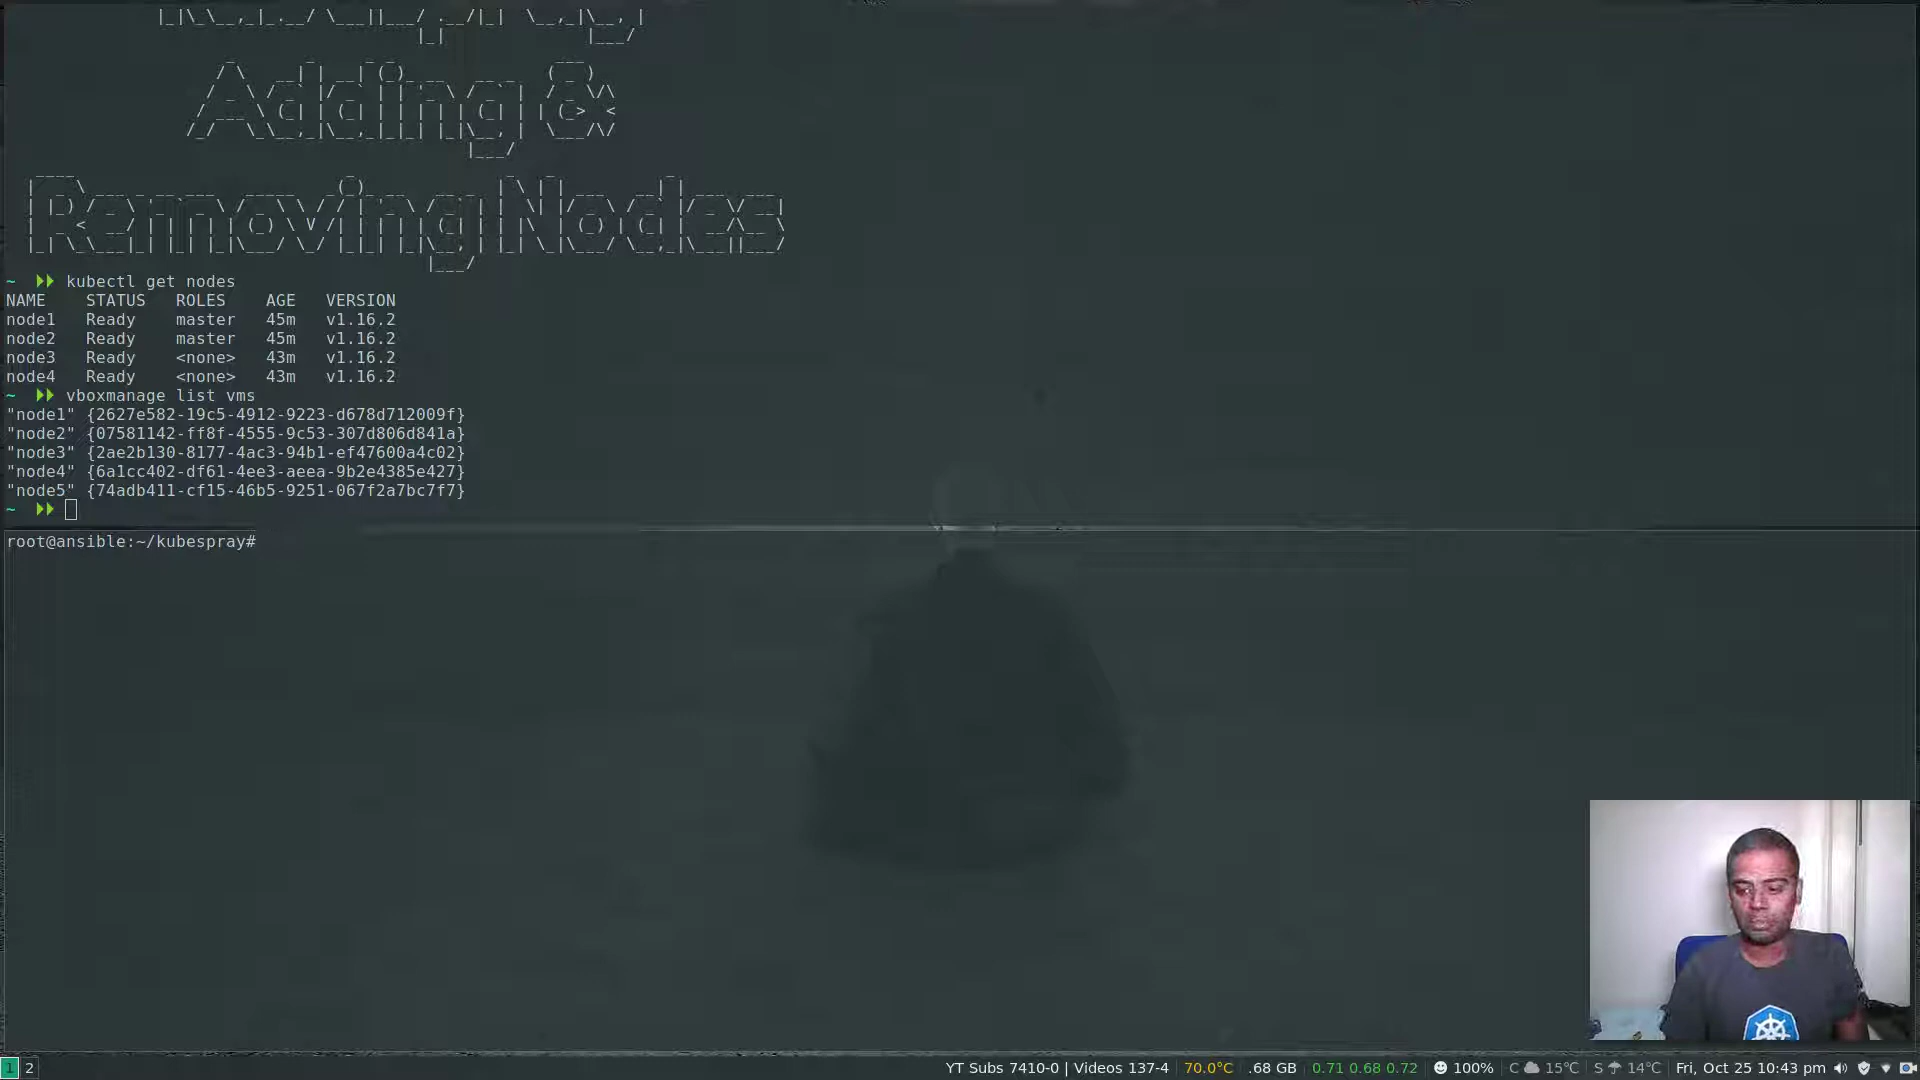 Adding &
Removing Nodes
~ kubectl get nodes
NAME STATUS ROLES AGE VERSION
node1 Ready master 45m v1.16.2
node2 Ready master 45m v1.16.2
node3 Ready <none> 43m v1.16.2
node4 Ready <none> 43m v1.16.2
~ vboxmanage list vms
"node1" {2627e582-19c5-4912-9223-d678d712009f}
"node2" {07581142-ff8f-4555-9c53-307d806d841a}
"node3" {2ae2b130-8177-4ac3-94b1-ef47600a4c02}
"node4" {6a1cc402-df61-4ee3-aeea-9b2e4385e427}
"node5" {74adb411-cf15-46b5-9251-067f2a7bc7f7}
~
root@ansible:~/kubespray#
1 2 YT Subs 7410-0 | Videos 137-4 70.0°C .68 GB 0.71 0.68 0.72 100% C 15℃ S 14℃ Fri, Oct 25 10:43 pm